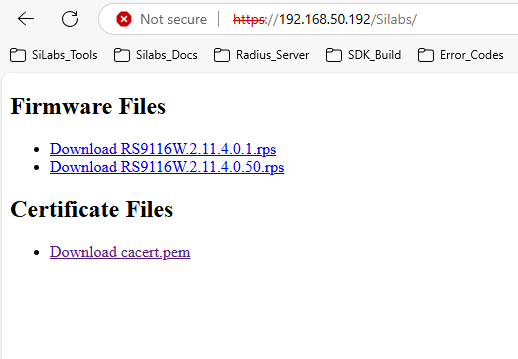 Not secure https://192.168.50.192/Silabs/
SiLabs_Tools Silabs_Docs Radius_Server SDK_Build Error_Codes
Firmware Files
Download RS9116W.2.11.4.0.1.rps
Download RS9116W.2.11.4.0.50.rps
Certificate Files
Download cacert.pem